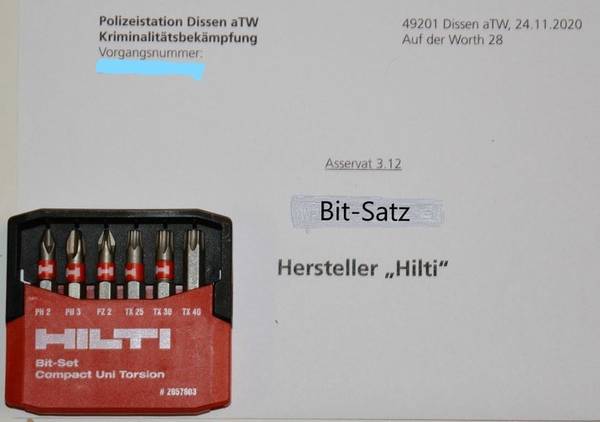 Polizeistation Dissen aTW
Kriminalitätsbekämpfung
Vorgangsnummer:
49201 Dissen aTW, 24.11.2020
Auf der Worth 28
Asservat 3.12
Bit-Satz
Hersteller „Hilti“
PH 2 PH 3 PZ 2 TX 25 TX 30 TX 40
HILTI
Bit-Set
Compact Uni Torsion
# 2057903